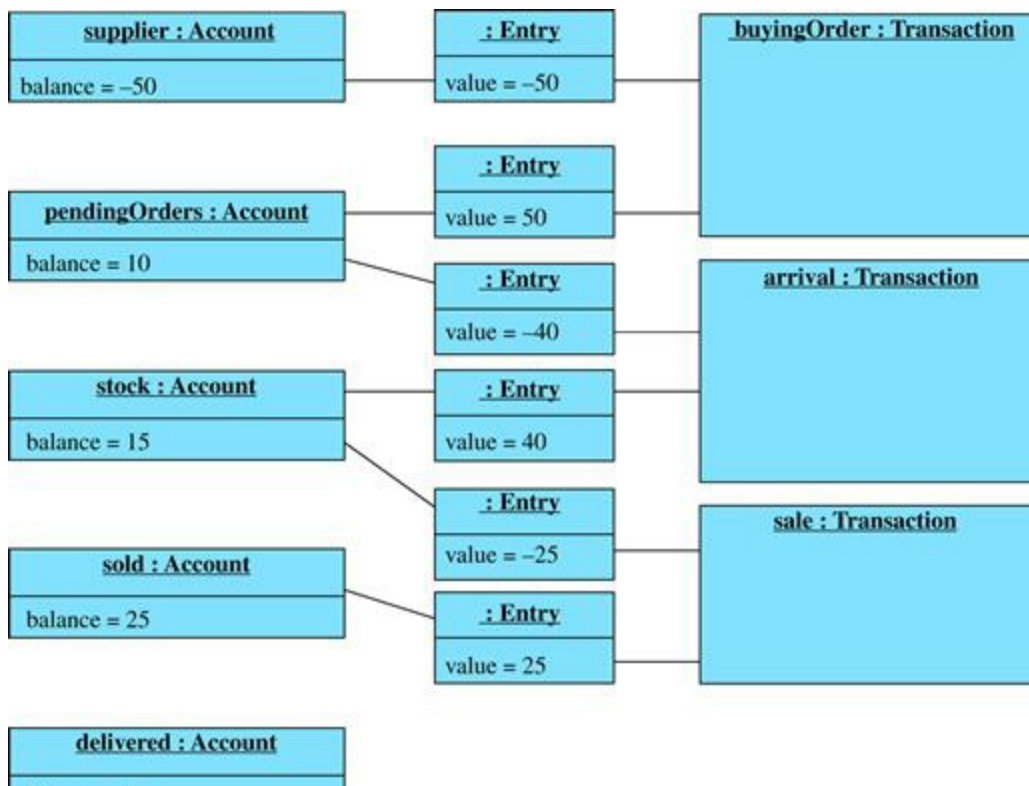 supplier : Account
balance = –50
: Entry
value = –50
buyingOrder : Transaction
: Entry
value = 50
pendingOrders : Account
balance = 10
: Entry
value = –40
arrival : Transaction
stock : Account
balance = 15
: Entry
value = 40
: Entry
value = –25
sale : Transaction
sold : Account
balance = 25
: Entry
value = 25
delivered : Account